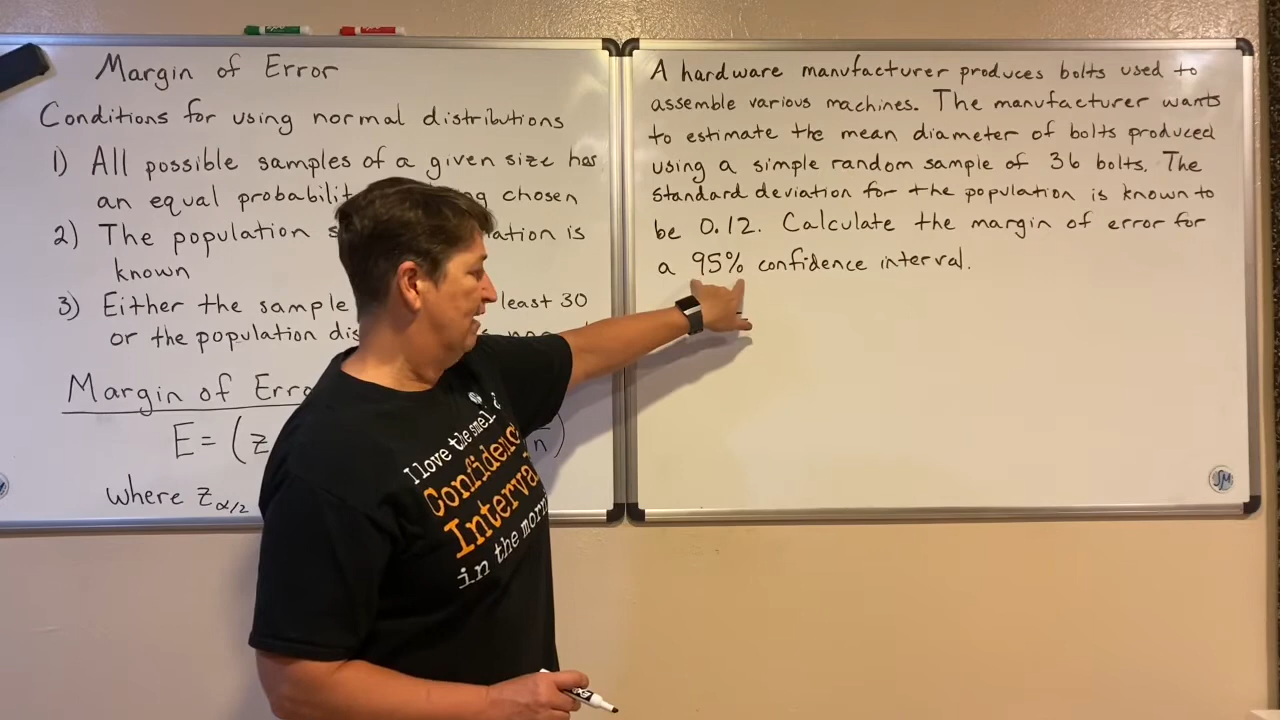 Margin of Error
Conditions for using normal distributions
1) All possible samples of a given size has
an equal probabilit g chosen
2) The population s ation is
known
3) Either the sample least 30
or the population dis
Margin of Erro
E = (z n )
where z α/2
A hardware manufacturer produces bolts used to
assemble various machines. The manufacturer wants
to estimate the mean diameter of bolts produced
using a simple random sample of 36 bolts. The
standard deviation for the population is known to
be 0.12. Calculate the margin of error for
a 95% confidence interval.
I love the smell
Confidenc
Interval
in the morn
SM